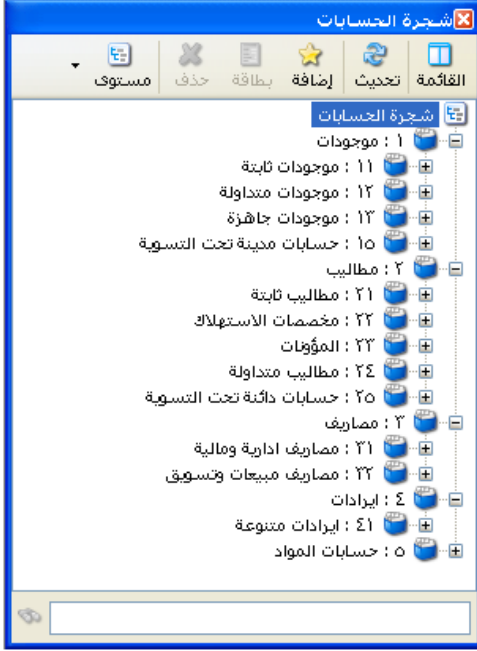 شجرة الحسابات
القائمة تحديث إضافة بطاقة حذف مستوى
شجرة الحسابات
١ : موجودات
١١ : موجودات ثابتة
١٢ : موجودات متداولة
١٣ : موجودات جاهزة
١٥ : حسابات مدينة تحت التسوية
٢ : مطاليب
٢١ : مطاليب ثابتة
٢٢ : مخصصات الاستهلاك
٢٣ : المؤونات
٢٤ : مطاليب متداولة
٢٥ : حسابات دائنة تحت التسوية
٣ : مصاريف
٣١ : مصاريف ادارية ومالية
٣٢ : مصاريف مبيعات وتسويق
٤ : ايرادات
٤١ : ايرادات متنوعة
٥ : حسابات المواد